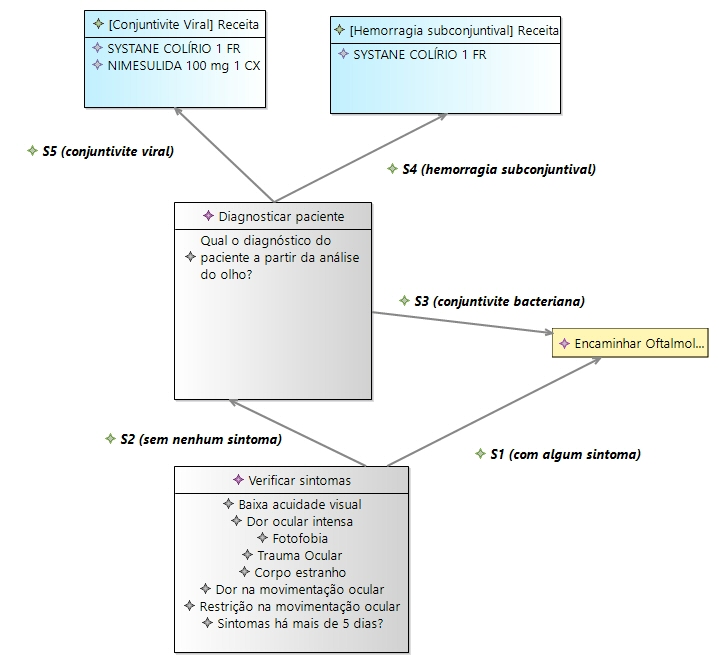 [Conjuntivite Viral] Receita
SYSTANE COLÍRIO 1 FR
NIMESULIDA 100 mg 1 CX
[Hemorragia subconjuntival] Receita
SYSTANE COLÍRIO 1 FR
S5 (conjuntivite viral)
S4 (hemorragia subconjuntival)
Diagnosticar paciente
Qual o diagnóstico do
paciente a partir da análise
do olho?
S3 (conjuntivite bacteriana)
Encaminhar Oftalmol...
S2 (sem nenhum sintoma)
S1 (com algum sintoma)
Verificar sintomas
Baixa acuidade visual
Dor ocular intensa
Fotofobia
Trauma Ocular
Corpo estranho
Dor na movimentação ocular
Restrição na movimentação ocular
Sintomas há mais de 5 dias?